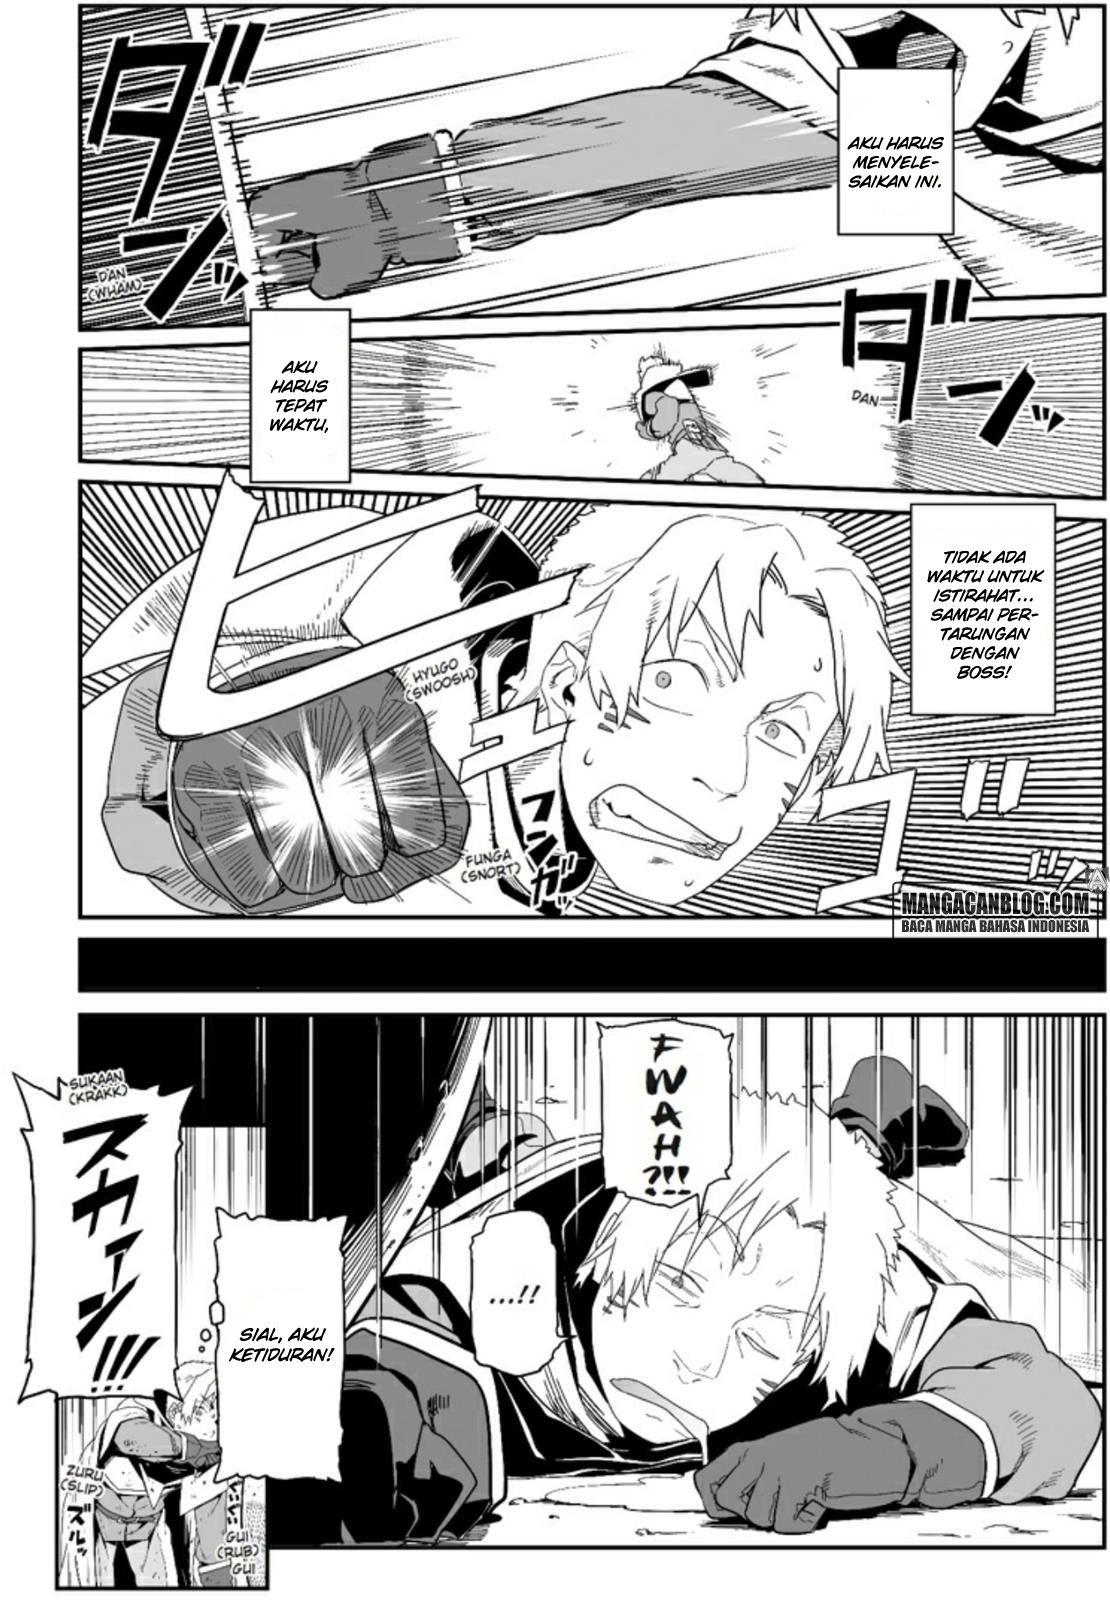 ダン
DAN
(WHAM)
AKU HARUS
MENYELE-
SAIKAN INI.
AKU
HARUS
TEPAT
WAKTU,
ダン
DAN
TIDAK ADA
WAKTU UNTUK
ISTIRAHAT...
SAMPAI PER-
TARUNGAN
DENGAN
BOSS!
ヒュゴッ
HYUGO
(SWOOSH)
フンガッ
FUNGA
(SNORT)
MANGACANBLOG.COM
BACA MANGA BAHASA INDONESIA
FWAH?!!
...!!
SUKAAN
(KRAKK)
スカーン!!!
SIAL, AKU
KETIDURAN!
ZURU
(SLIP)
ズルッ
GUI
(RUB)
GUI